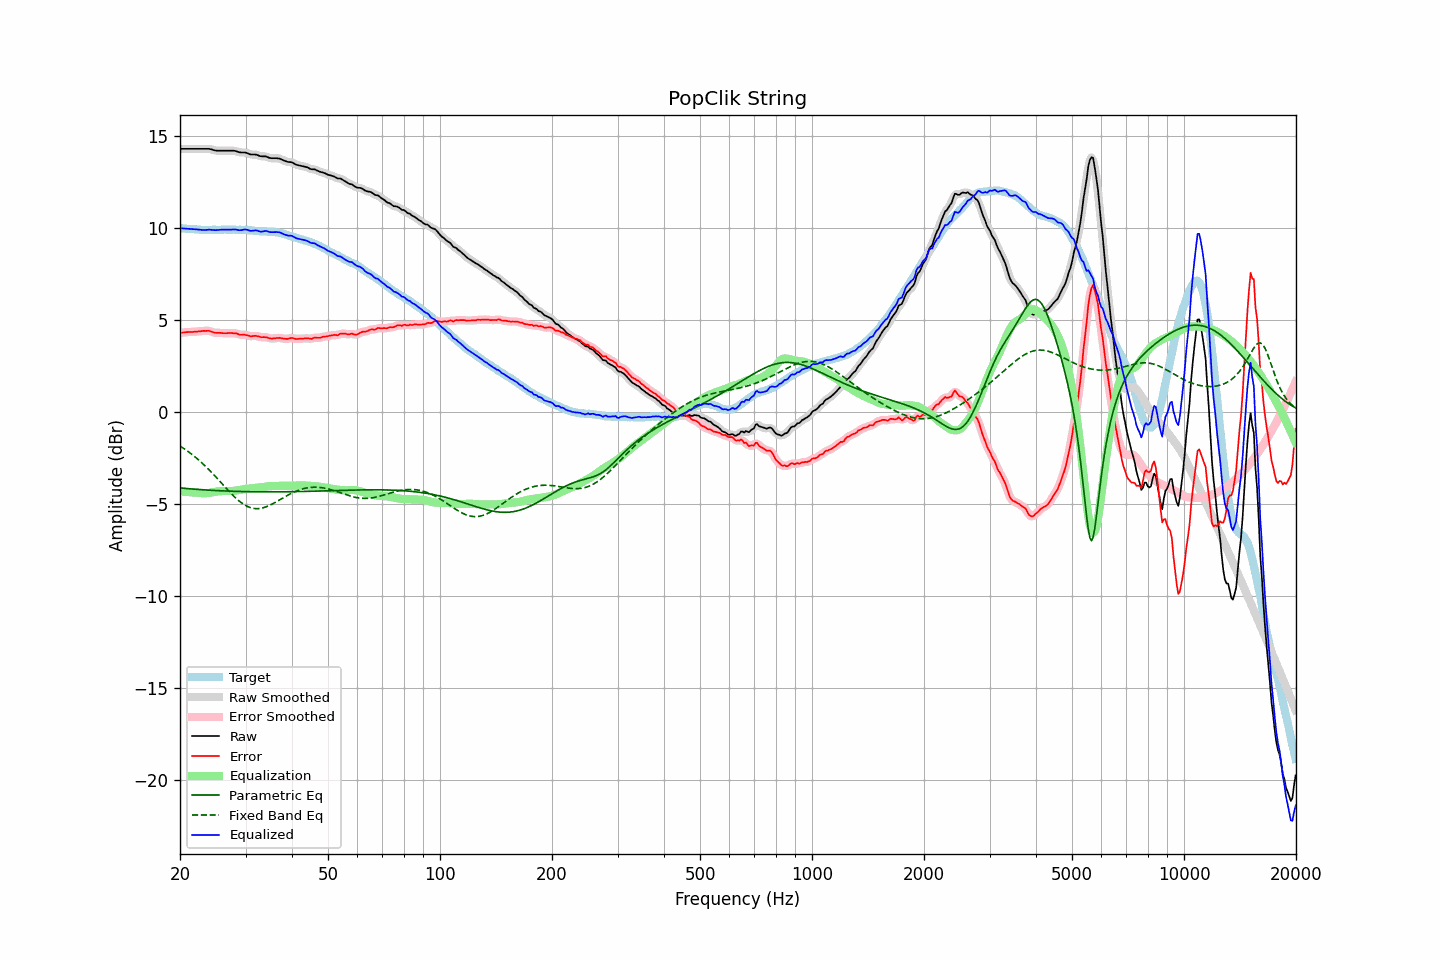 PopClik String
Amplitude (dBr)
15
10
5
0
−5
−10
−15
−20
Target
Raw Smoothed
Error Smoothed
Raw
Error
Equalization
Parametric Eq
Fixed Band Eq
Equalized
20 50 100 200 500 1000 2000 5000 10000 20000
Frequency (Hz)